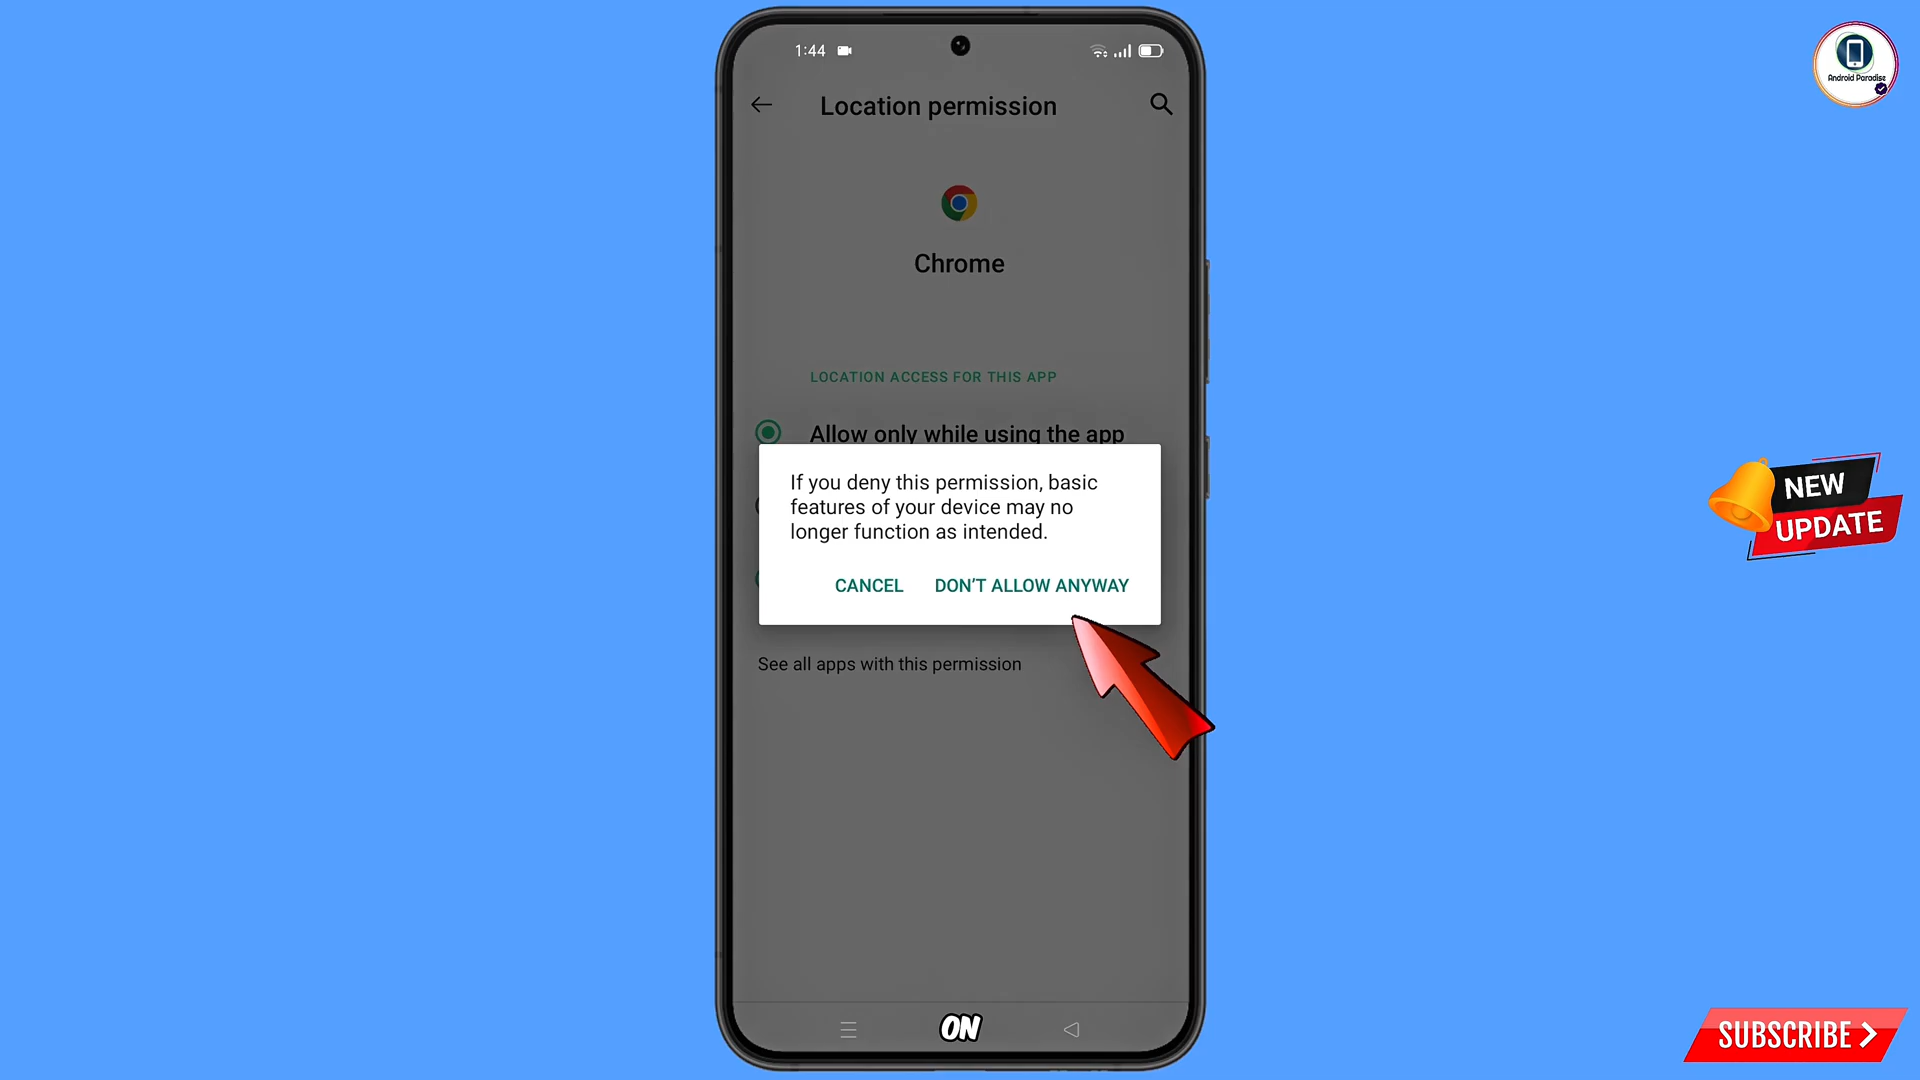 1:44
Location permission
Android Paradise
Chrome
LOCATION ACCESS FOR THIS APP
Allow only while using the app
If you deny this permission, basic
features of your device may no
longer function as intended.
CANCEL DON'T ALLOW ANYWAY
NEW
UPDATE
See all apps with this permission
ON
SUBSCRIBE